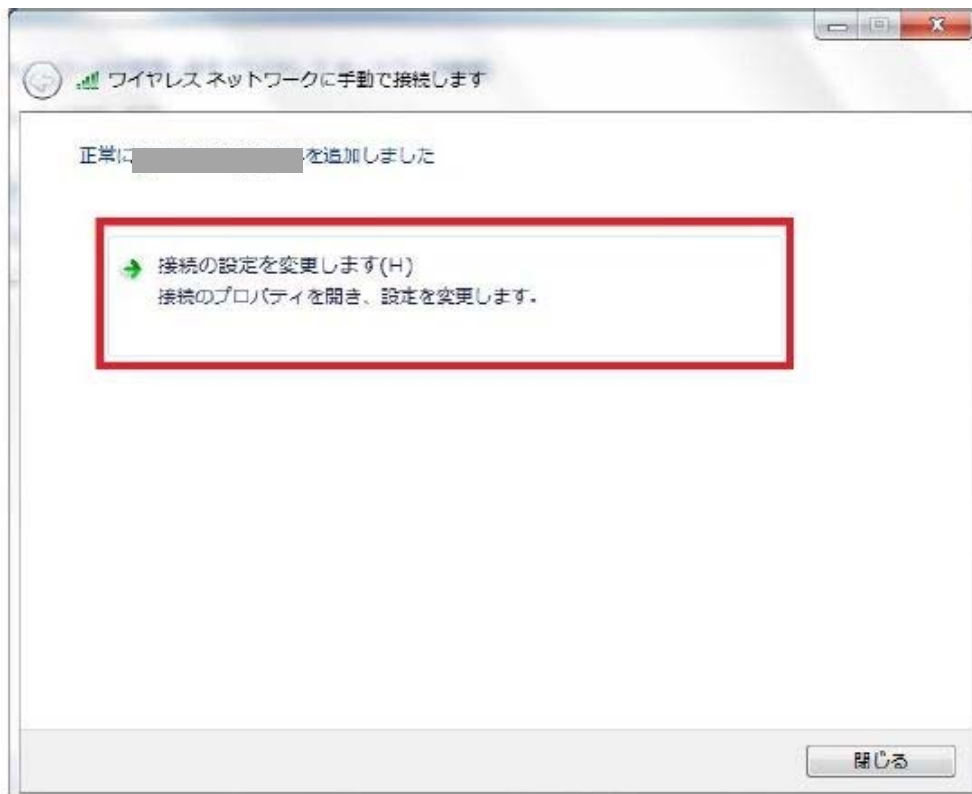 ワイヤレス ネットワークに手動で接続します
正常に を追加しました
接続の設定を変更します(H)
接続のプロパティを開き、設定を変更します。
閉じる